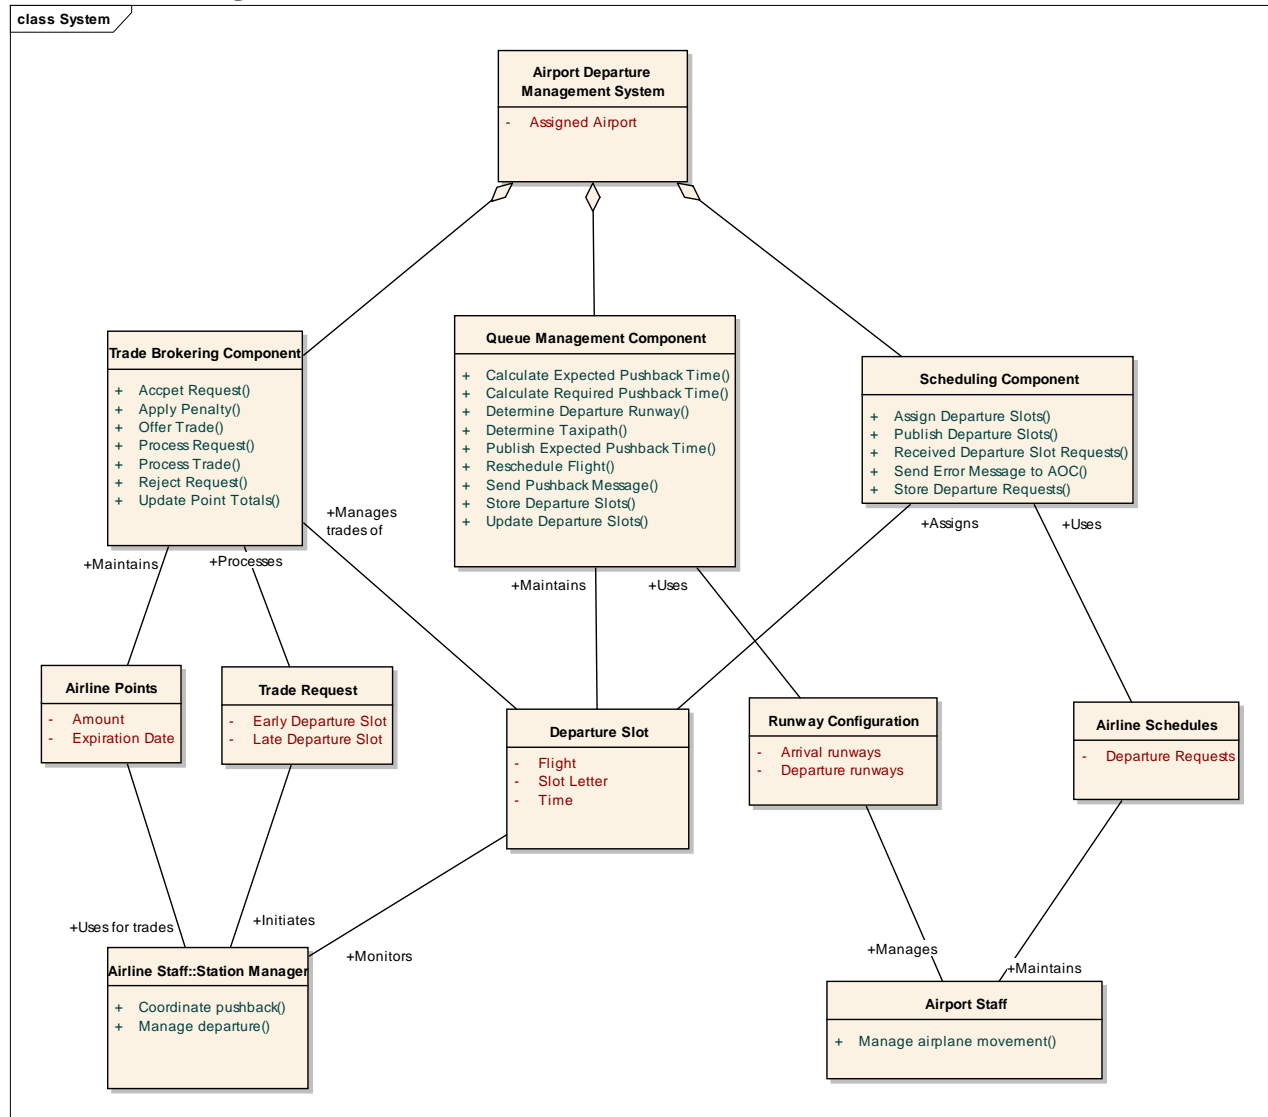 class System
Airport Departure
Management System
- Assigned Airport
Trade Brokering Component
+ Accpet Request()
+ Apply Penalty()
+ Offer Trade()
+ Process Request()
+ Process Trade()
+ Reject Request()
+ Update Point Totals()
Queue Management Component
+ Calculate Expected Pushback Time()
+ Calculate Required Pushback Time()
+ Determine Departure Runway()
+ Determine Taxipath()
+ Publish Expected Pushback Time()
+ Reschedule Flight()
+ Send Pushback Message()
+ Store Departure Slots()
+ Update Departure Slots()
Scheduling Component
+ Assign Departure Slots()
+ Publish Departure Slots()
+ Received Departure Slot Requests()
+ Send Error Message to AOC()
+ Store Departure Requests()
+Manages
trades of
+Assigns
+Uses
+Maintains
+Processes
+Maintains
+Uses
Airline Points
- Amount
- Expiration Date
Trade Request
- Early Departure Slot
- Late Departure Slot
Departure Slot
- Flight
- Slot Letter
- Time
Runway Configuration
- Arrival runways
- Departure runways
Airline Schedules
- Departure Requests
+Uses for trades
+Initiates
+Monitors
+Manages
+Maintains
Airline Staff::Station Manager
+ Coordinate pushback()
+ Manage departure()
Airport Staff
+ Manage airplane movement()